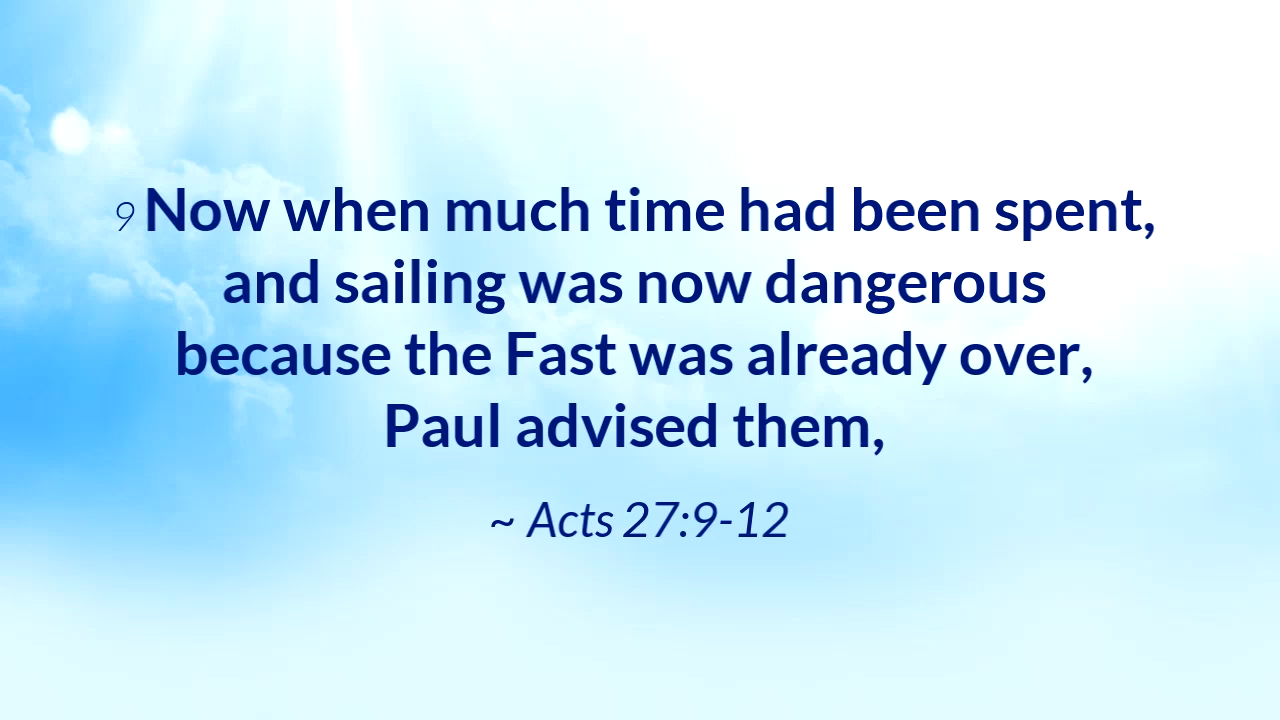 9 Now when much time had been spent,
and sailing was now dangerous
because the Fast was already over,
Paul advised them,
~ Acts 27:9-12